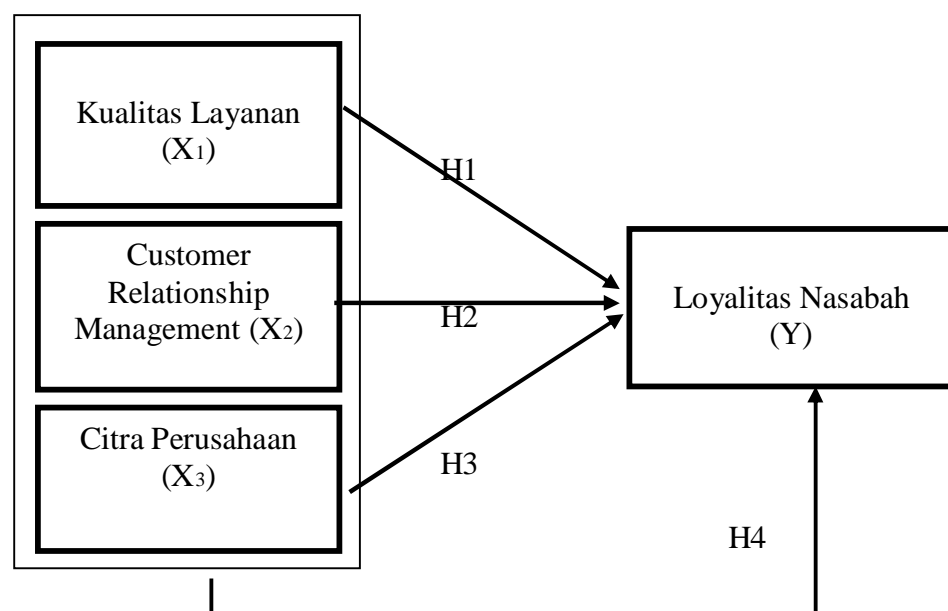 Kualitas Layanan
(X₁)
H1
Customer
Relationship
Management (X₂)
H2
Loyalitas Nasabah
(Y)
Citra Perusahaan
(X₃)
H3
H4